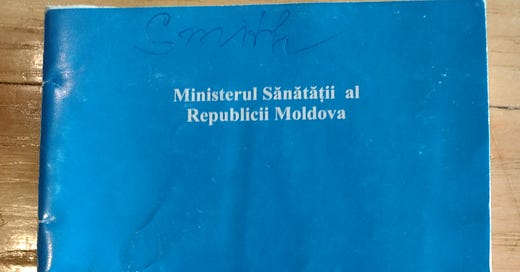 Smith
Ministerul Sănătății al
Republicii Moldova